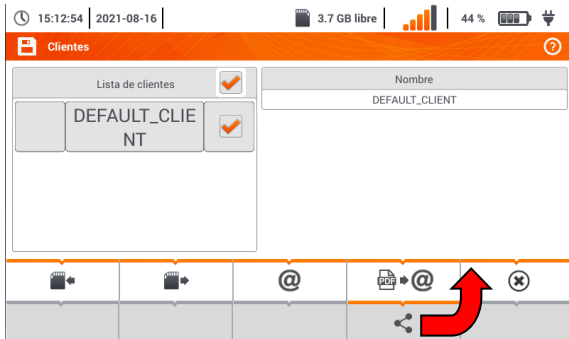 15:12:54 2021-08-16 3.7 GB libre 44 %
Clientes ?
Lista de clientes
Nombre
DEFAULT_CLIE
NT
DEFAULT_CLIENT
@ PDF @